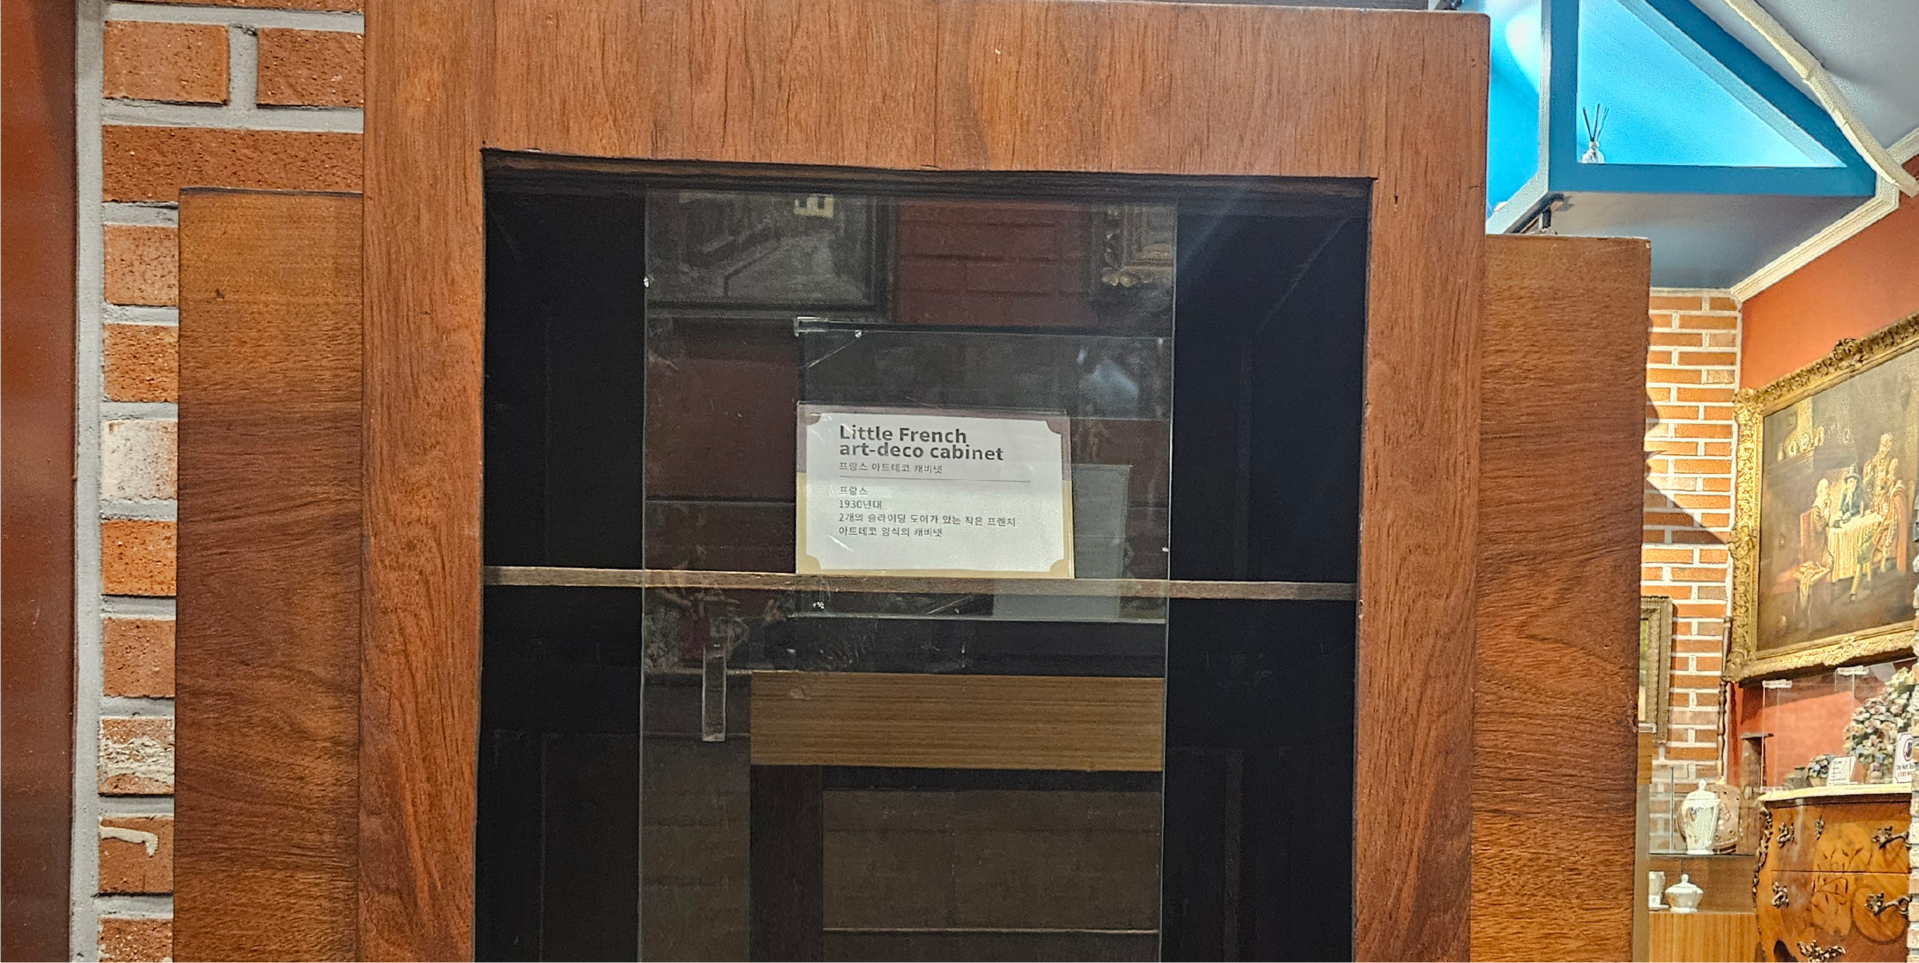 Little French
art-deco cabinet
프랑스 아트데코 캐비넷
프랑스
1930년대
2개의 슬라이딩 도어가 있는 작은 프렌치
아트데코 양식의 캐비넷